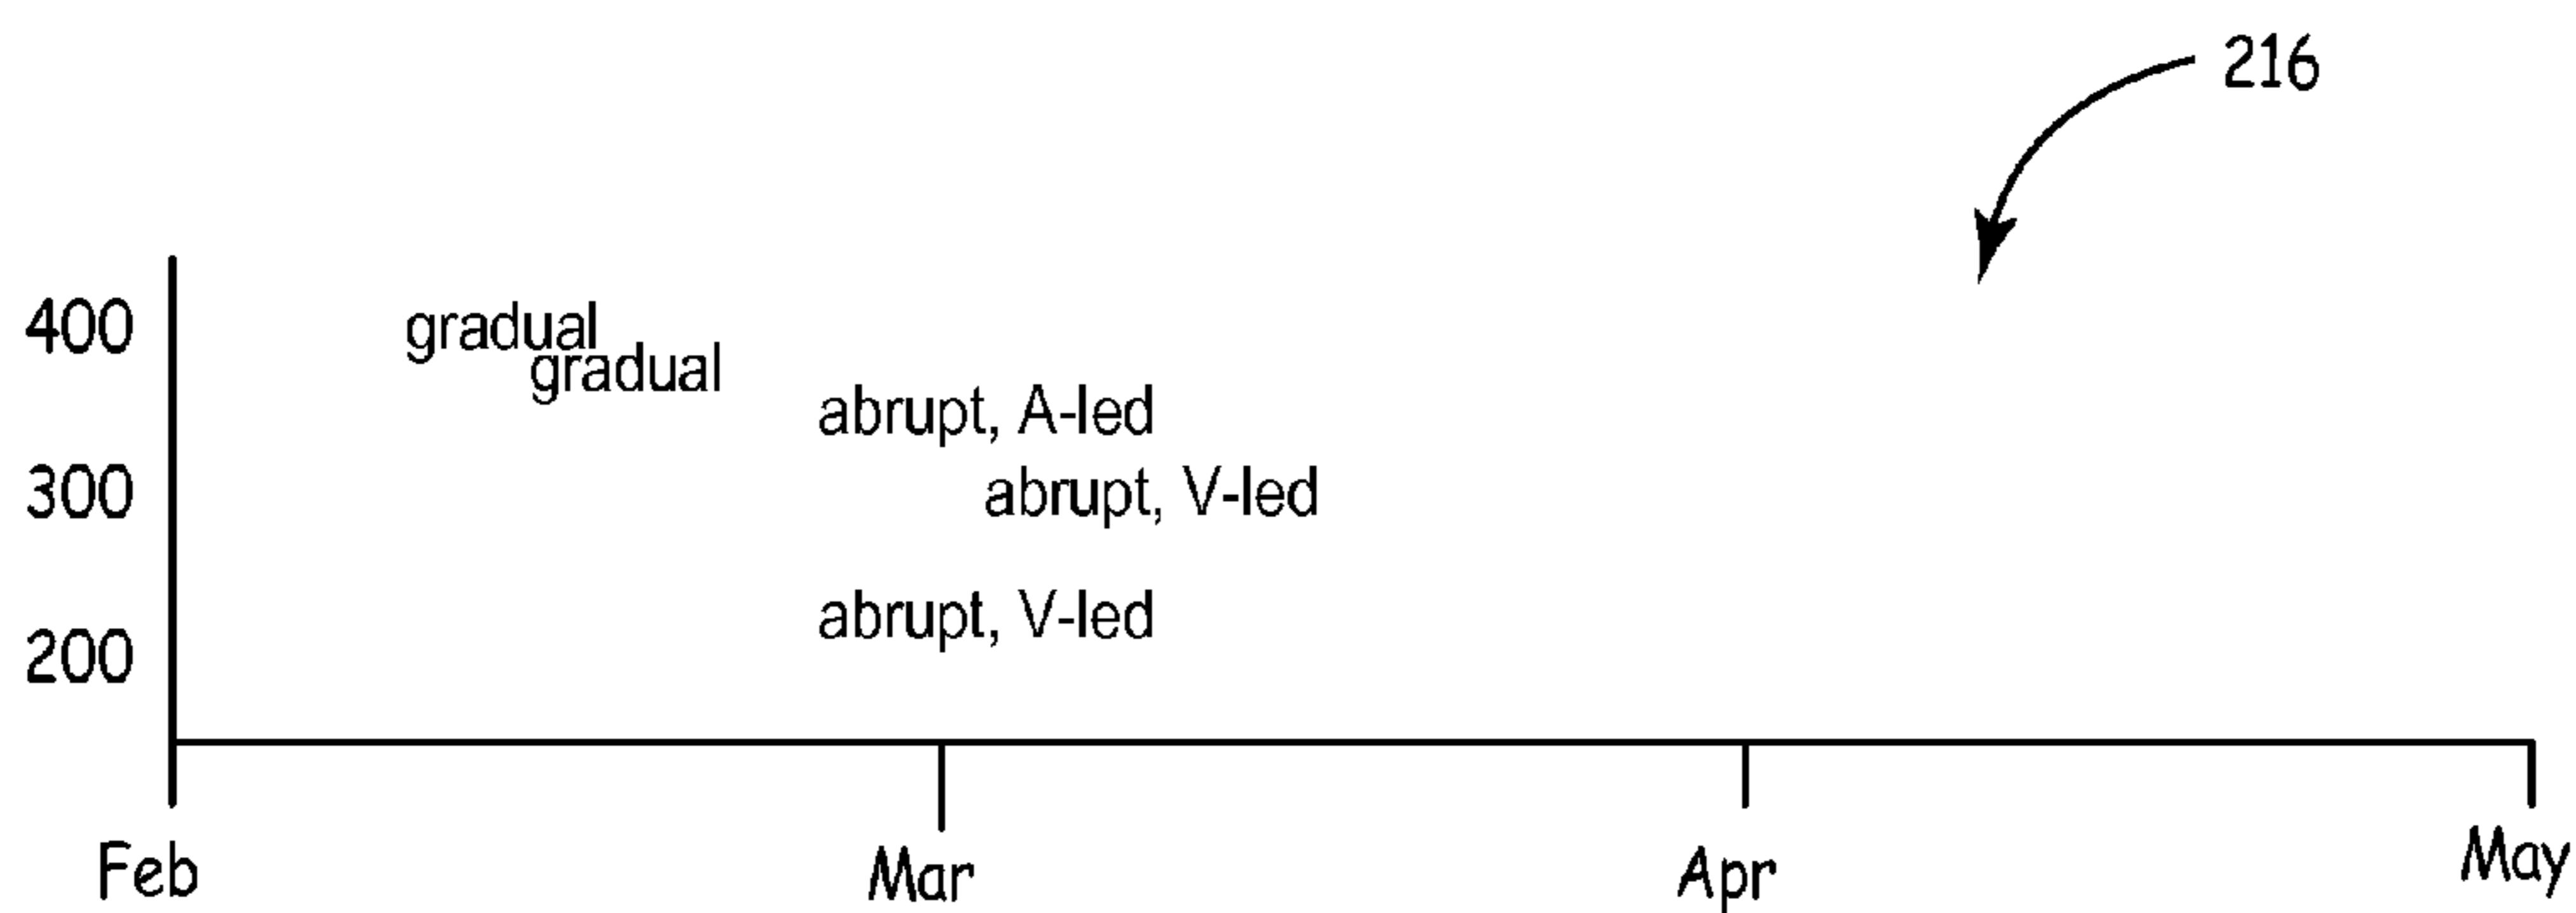 216
400
gradual
gradual
abrupt, A-led
300
abrupt, V-led
abrupt, V-led
200
Feb
Mar
Apr
May